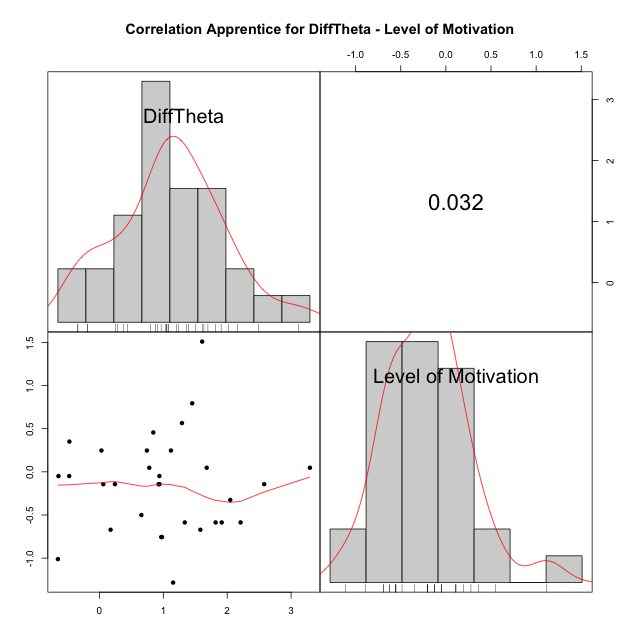 Correlation Apprentice for DiffTheta - Level of Motivation
-1.0 -0.5 0.0 0.5 1.0 1.5
DiffTheta
0.032
3
2
1
0
Level of Motivation
1.5
1.0
0.5
0.0
-0.5
-1.0
0 1 2 3